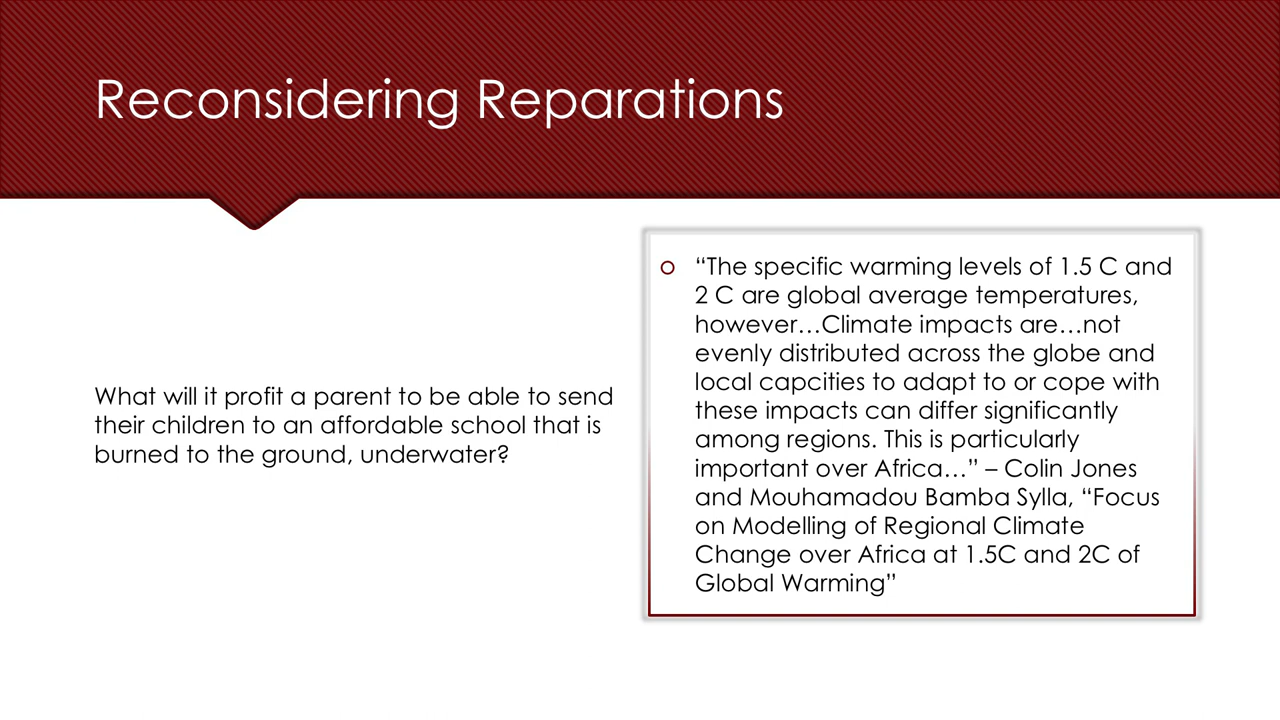 Reconsidering Reparations
What will it profit a parent to be able to send
their children to an affordable school that is
burned to the ground, underwater?
“The specific warming levels of 1.5 C and
2 C are global average temperatures,
however…Climate impacts are…not
evenly distributed across the globe and
local capcities to adapt to or cope with
these impacts can differ significantly
among regions. This is particularly
important over Africa…” – Colin Jones
and Mouhamadou Bamba Sylla, “Focus
on Modelling of Regional Climate
Change over Africa at 1.5C and 2C of
Global Warming”